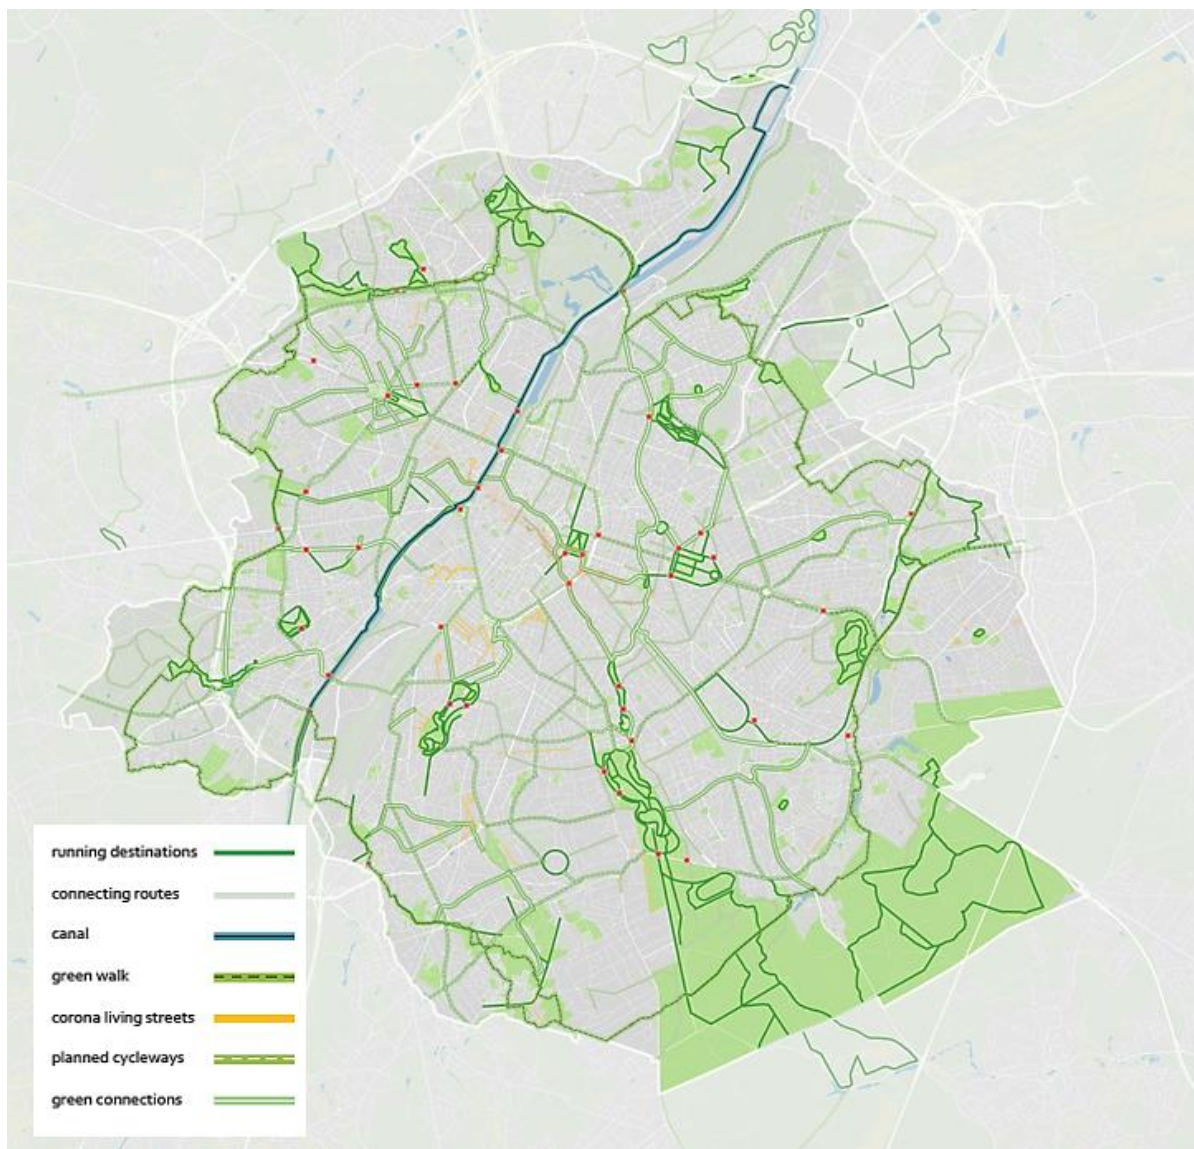 running destinations
connecting routes
canal
green walk
corona living streets
planned cycleways
green connections